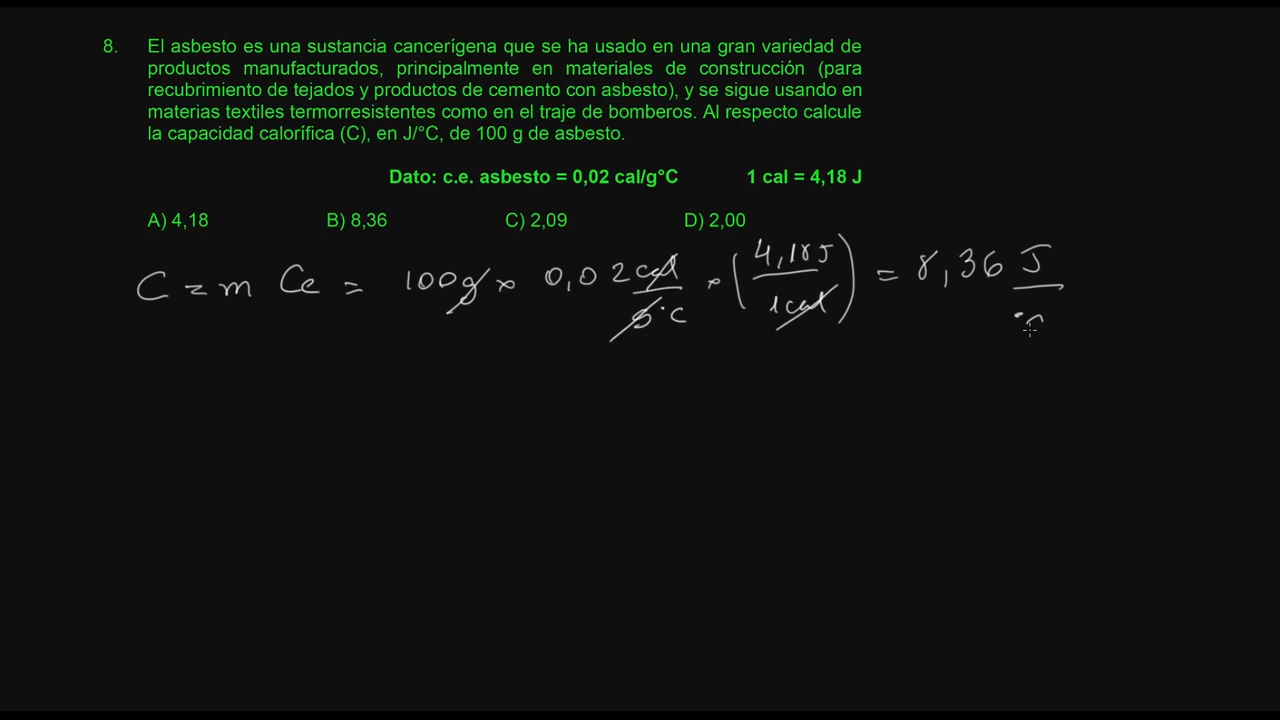 8. El asbesto es una sustancia cancerígena que se ha usado en una gran variedad de
productos manufacturados, principalmente en materiales de construcción (para
recubrimiento de tejados y productos de cemento con asbesto), y se sigue usando en
materias textiles termorresistentes como en el traje de bomberos. Al respecto calcule
la capacidad calorífica (C), en J/°C, de 100 g de asbesto.
Dato: c.e. asbesto = 0,02 cal/g°C 1 cal = 4,18 J
A) 4,18 B) 8,36 C) 2,09 D) 2,00
C = m Ce = 100g × 0,02 cal/g°C × (4,18J/1cal) = 8,36 J/°C